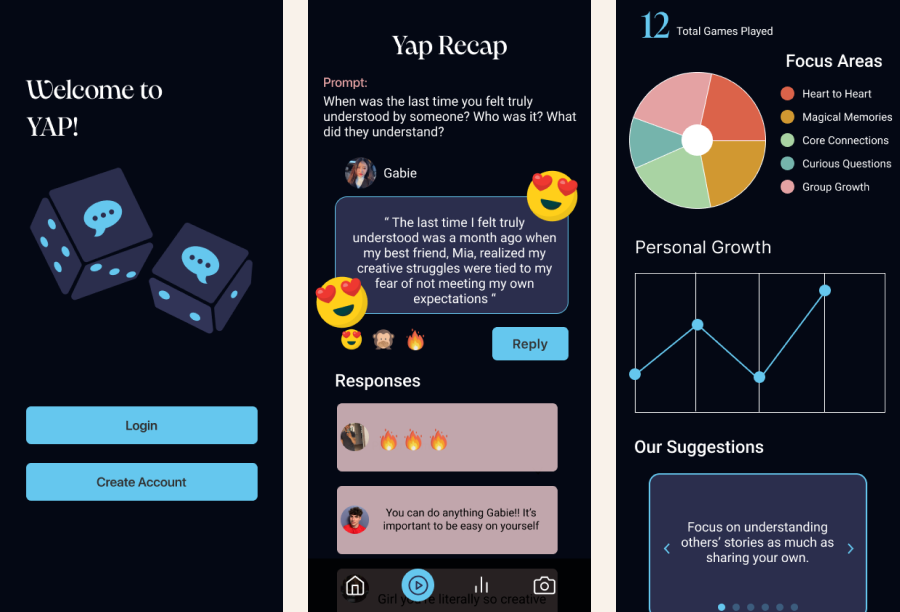 Welcome to
YAP!
Login
Create Account
Yap Recap
Prompt:
When was the last time you felt truly
understood by someone? Who was it? What
did they understand?
Gabie
“ The last time I felt truly
understood was a month ago when
my best friend, Mia, realized my
creative struggles were tied to my
fear of not meeting my own
expectations “
Reply
Responses
You can do anything Gabie!! It's
important to be easy on yourself
Girl you're literally so creative
12 Total Games Played
Focus Areas
Heart to Heart
Magical Memories
Core Connections
Curious Questions
Group Growth
Personal Growth
Our Suggestions
Focus on understanding
others’ stories as much as
sharing your own.